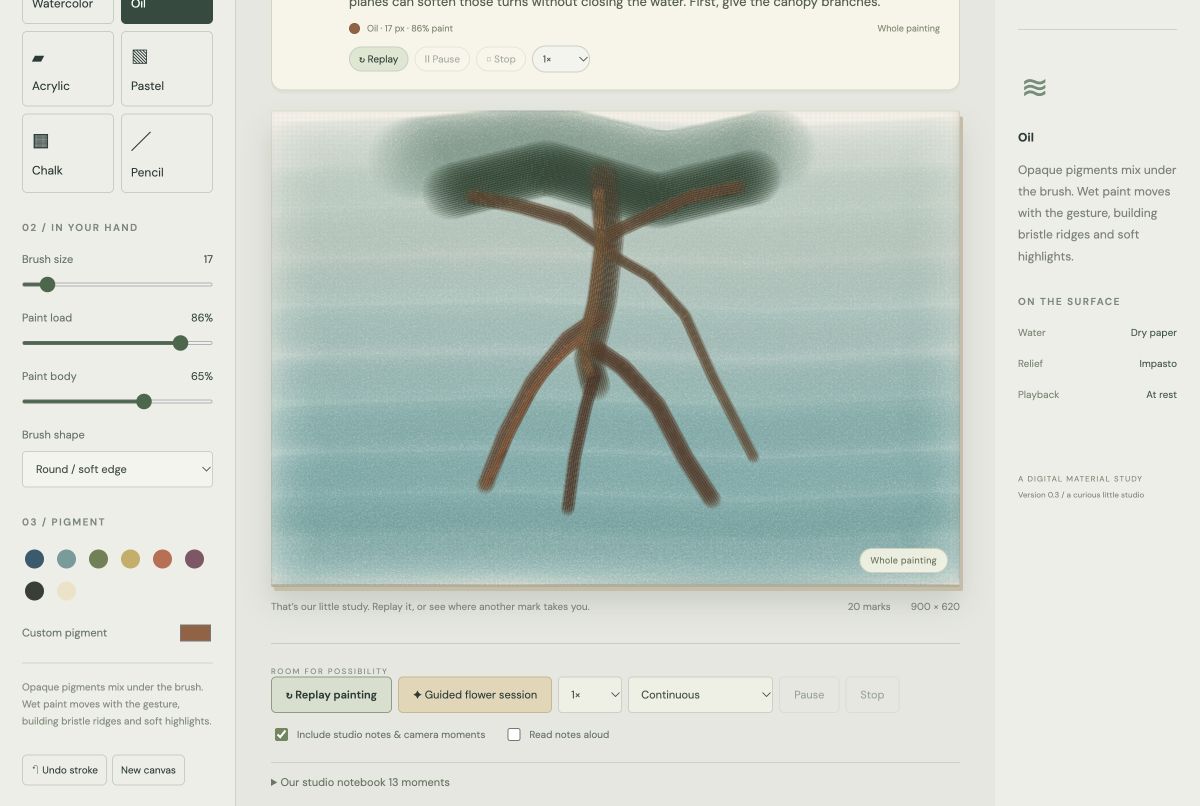 Watercolor
Oil
Acrylic
Pastel
Chalk
Pencil
02 / IN YOUR HAND
Brush size 17
Paint load 86%
Paint body 65%
Brush shape
Round / soft edge
03 / PIGMENT
Custom pigment
Opaque pigments mix under the brush.
Wet paint moves with the gesture,
building bristle ridges and soft highlights.
Undo stroke
New canvas
planes can soften those turns without closing the water. First, give the canopy branches.
Oil · 17 px · 86% paint
Whole painting
↻ Replay
II Pause
▫ Stop
1×
Whole painting
That's our little study. Replay it, or see where another mark takes you.
20 marks
900 × 620
ROOM FOR POSSIBILITY
↻ Replay painting
✦ Guided flower session
1×
Continuous
Pause
Stop
Include studio notes & camera moments
Read notes aloud
▶ Our studio notebook 13 moments
Oil
Opaque pigments mix under
the brush. Wet paint moves
with the gesture, building
bristle ridges and soft
highlights.
ON THE SURFACE
Water Dry paper
Relief Impasto
Playback At rest
A DIGITAL MATERIAL STUDY
Version 0.3 / a curious little studio